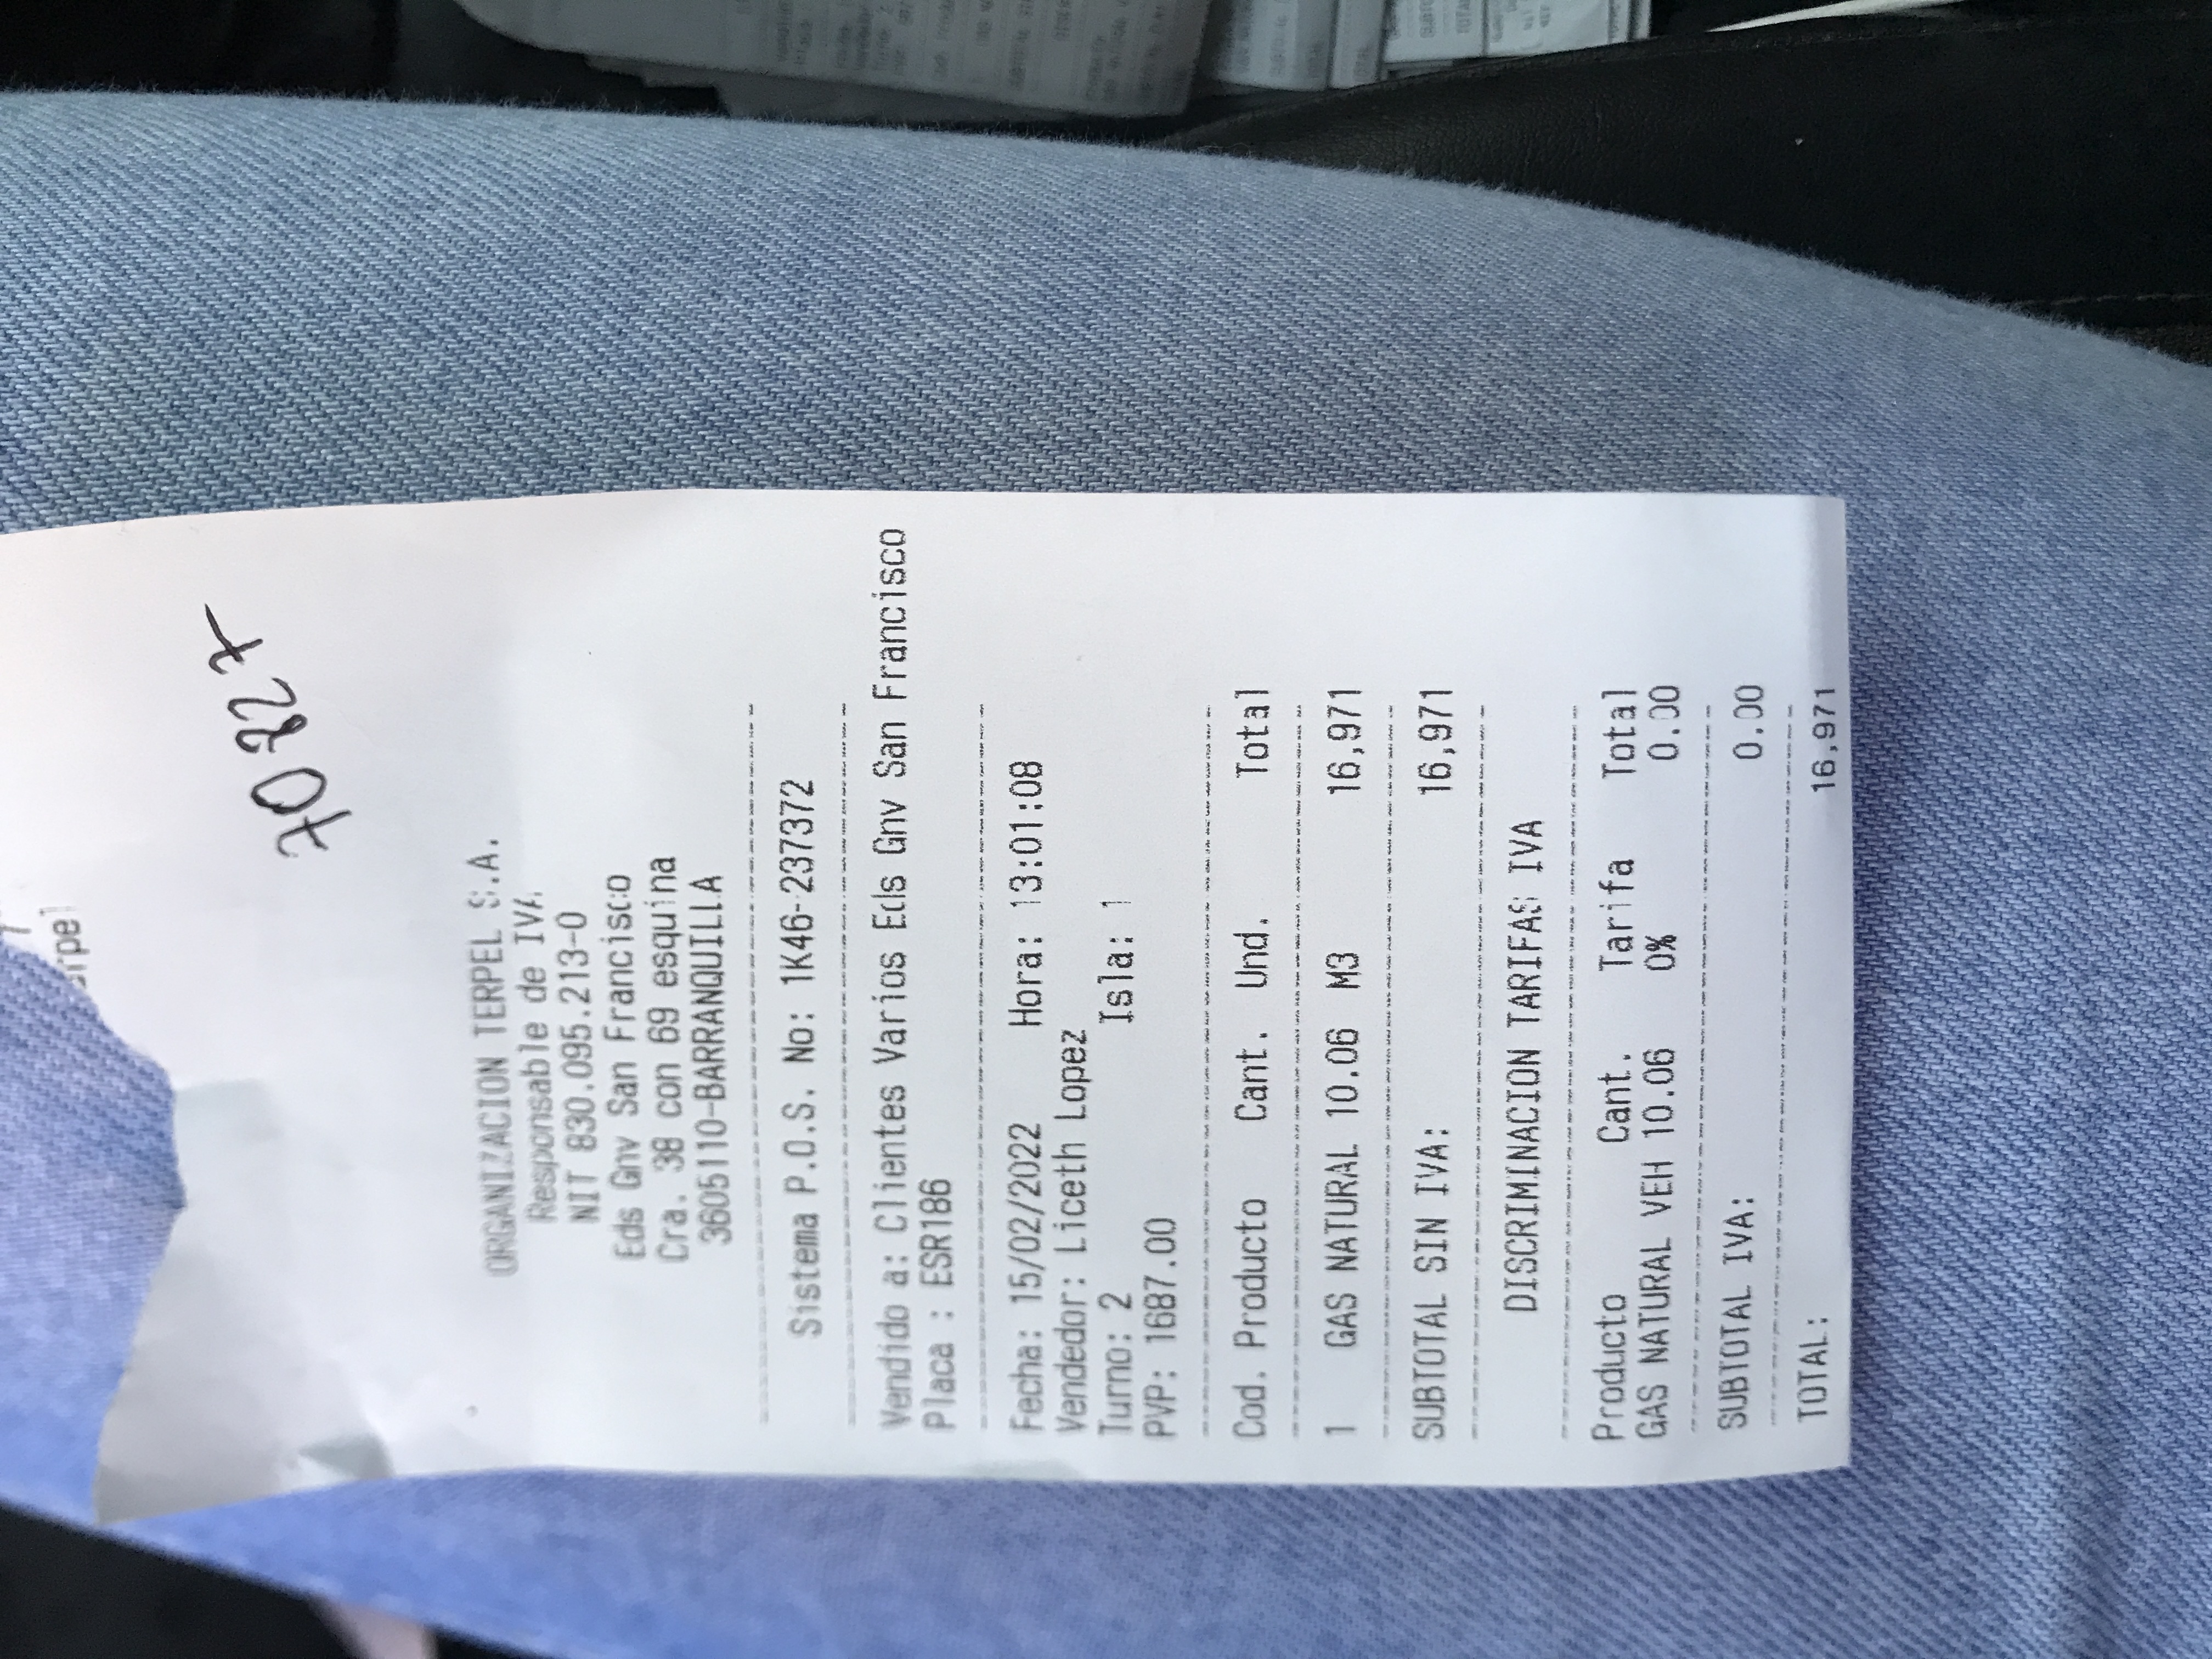 70827
ORGANIZACION TERPEL S.A.
Responsable de IVA
NIT 830.095.213-0
Eds Gnv San Francisco
Cra. 38 con 69 esquina
3605110-BARRANQUILLA
Sistema P.O.S. No: 1K46-237372
Vendido a: Clientes Varios Eds Gnv San Francisco
Placa : ESR186
Fecha: 15/02/2022 Hora: 13:01:08
Vendedor: Liceth Lopez
Turno: 2 Isla: 1
PVP: 1687.00
Cod. Producto Cant. Und. Total
1 GAS NATURAL 10.06 M3 16,971
SUBTOTAL SIN IVA: 16,971
DISCRIMINACION TARIFAS IVA
Producto Cant. Tarifa Total
GAS NATURAL VEH 10.06 0% 0.00
SUBTOTAL IVA: 0.00
TOTAL: 16,971